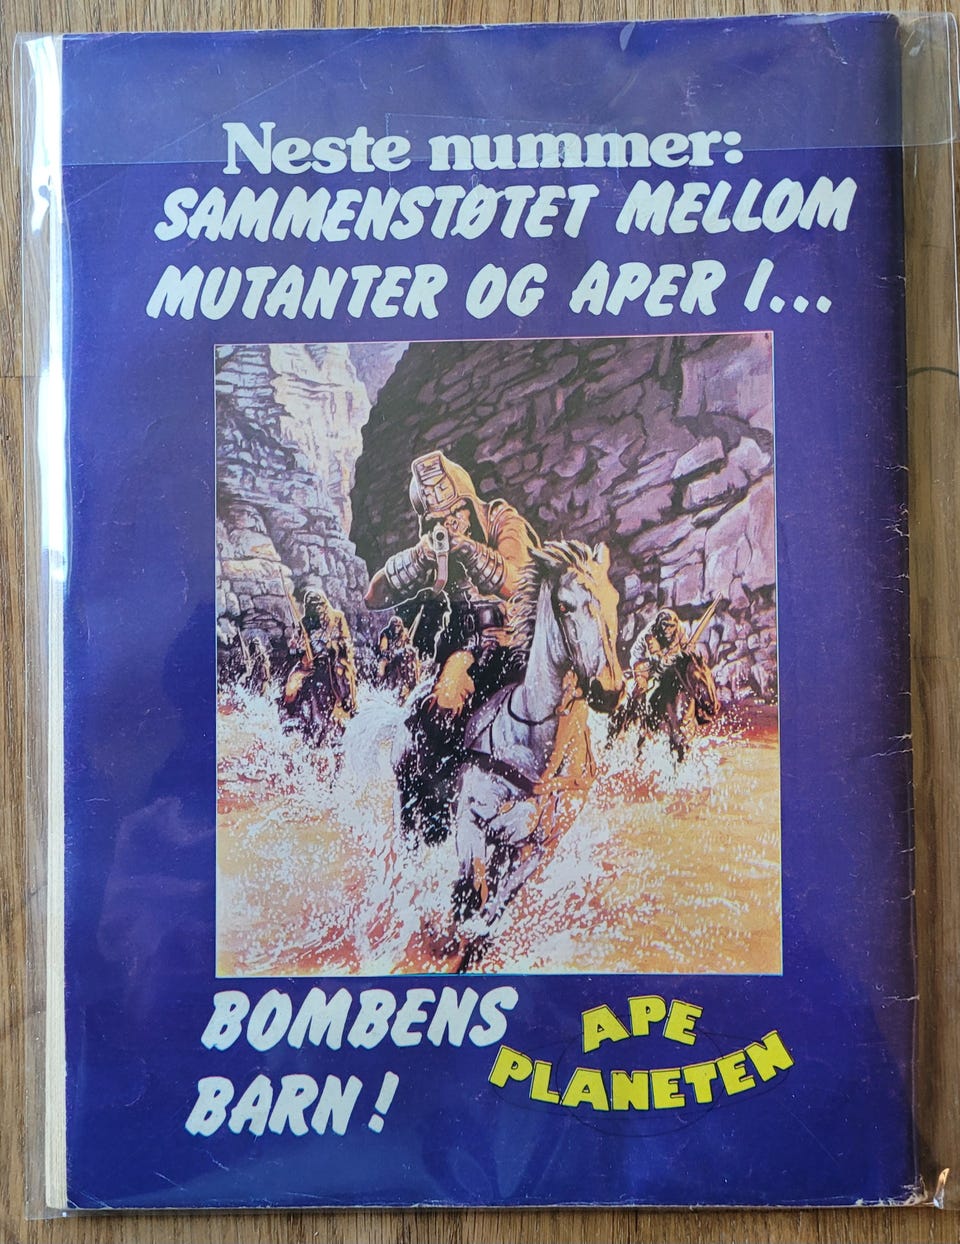 Neste nummer:
SAMMENSTØTET MELLOM
MUTANTER OG APER I...
BOMBENS
BARN!
APE
PLANETEN